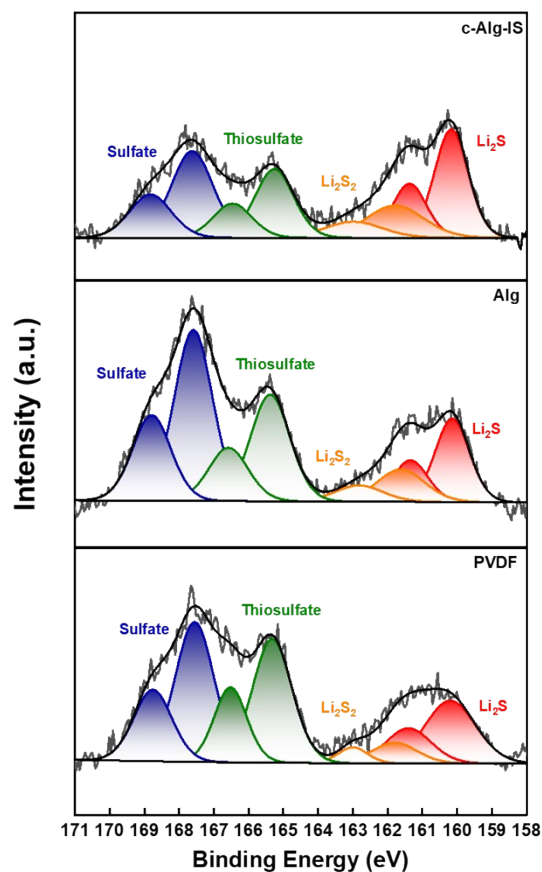 c-Alg-IS
Sulfate
Thiosulfate
Li₂S₂
Li₂S
Alg
Sulfate
Thiosulfate
Li₂S₂
Li₂S
PVDF
Sulfate
Thiosulfate
Li₂S₂
Li₂S
Intensity (a.u.)
171 170 169 168 167 166 165 164 163 162 161 160 159 158
Binding Energy (eV)